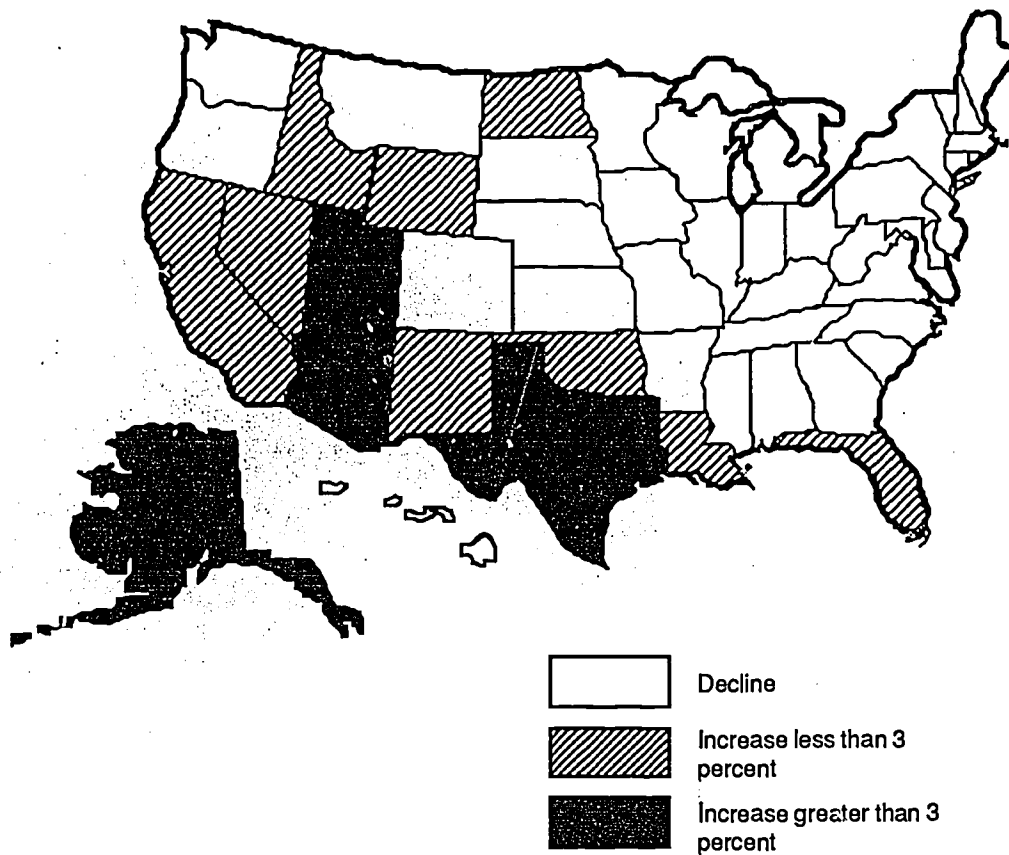 Decline
Increase less than 3
percent
Increase greater than 3
percent